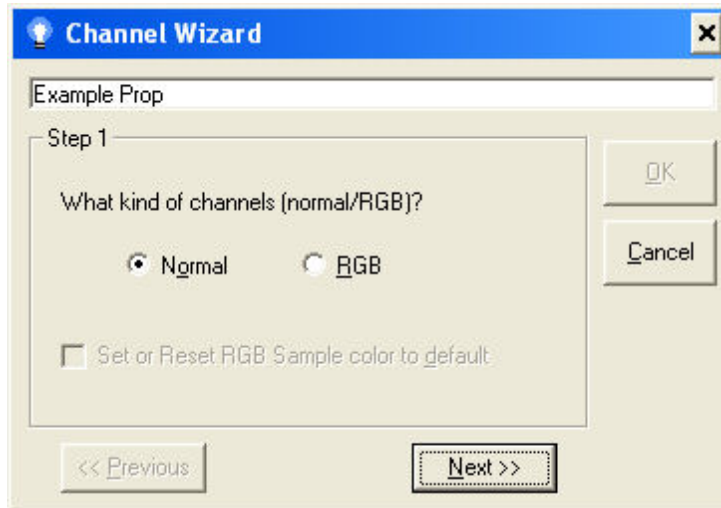 Channel Wizard
Example Prop
Step 1
OK
What kind of channels (normal/RGB)?
Normal RGB
Cancel
Set or Reset RGB Sample color to default
<< Previous Next >>